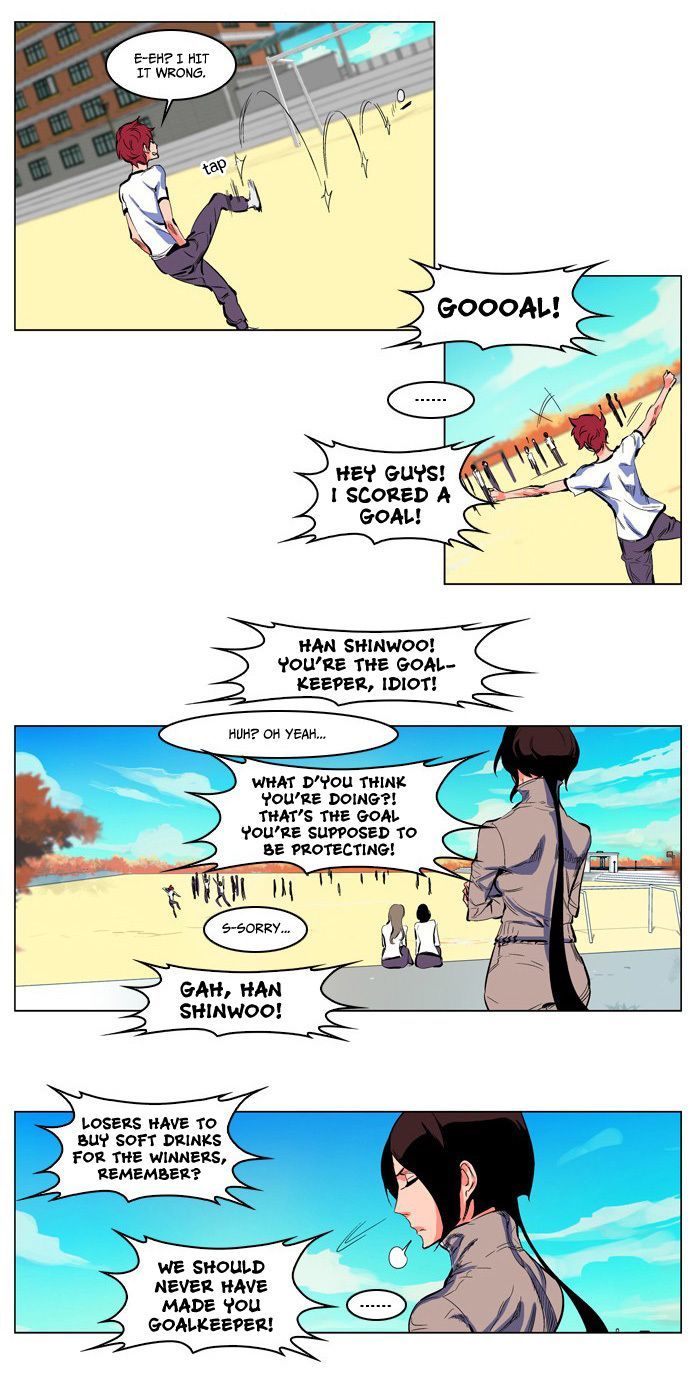 E-EH? I HIT
IT WRONG.
tap
GOOOAL!
------
HEY GUYS!
I SCORED A
GOAL!
HAN SHINWOO!
YOU'RE THE GOAL-
KEEPER, IDIOT!
HUH? OH YEAH...
WHAT D'YOU THINK
YOU'RE DOING?!
THAT'S THE GOAL
YOU'RE SUPPOSED TO
BE PROTECTING!
S-SORRY...
GAH, HAN
SHINWOO!
LOSERS HAVE TO
BUY SOFT DRINKS
FOR THE WINNERS,
REMEMBER?
WE SHOULD
NEVER HAVE
MADE YOU
GOALKEEPER!
------